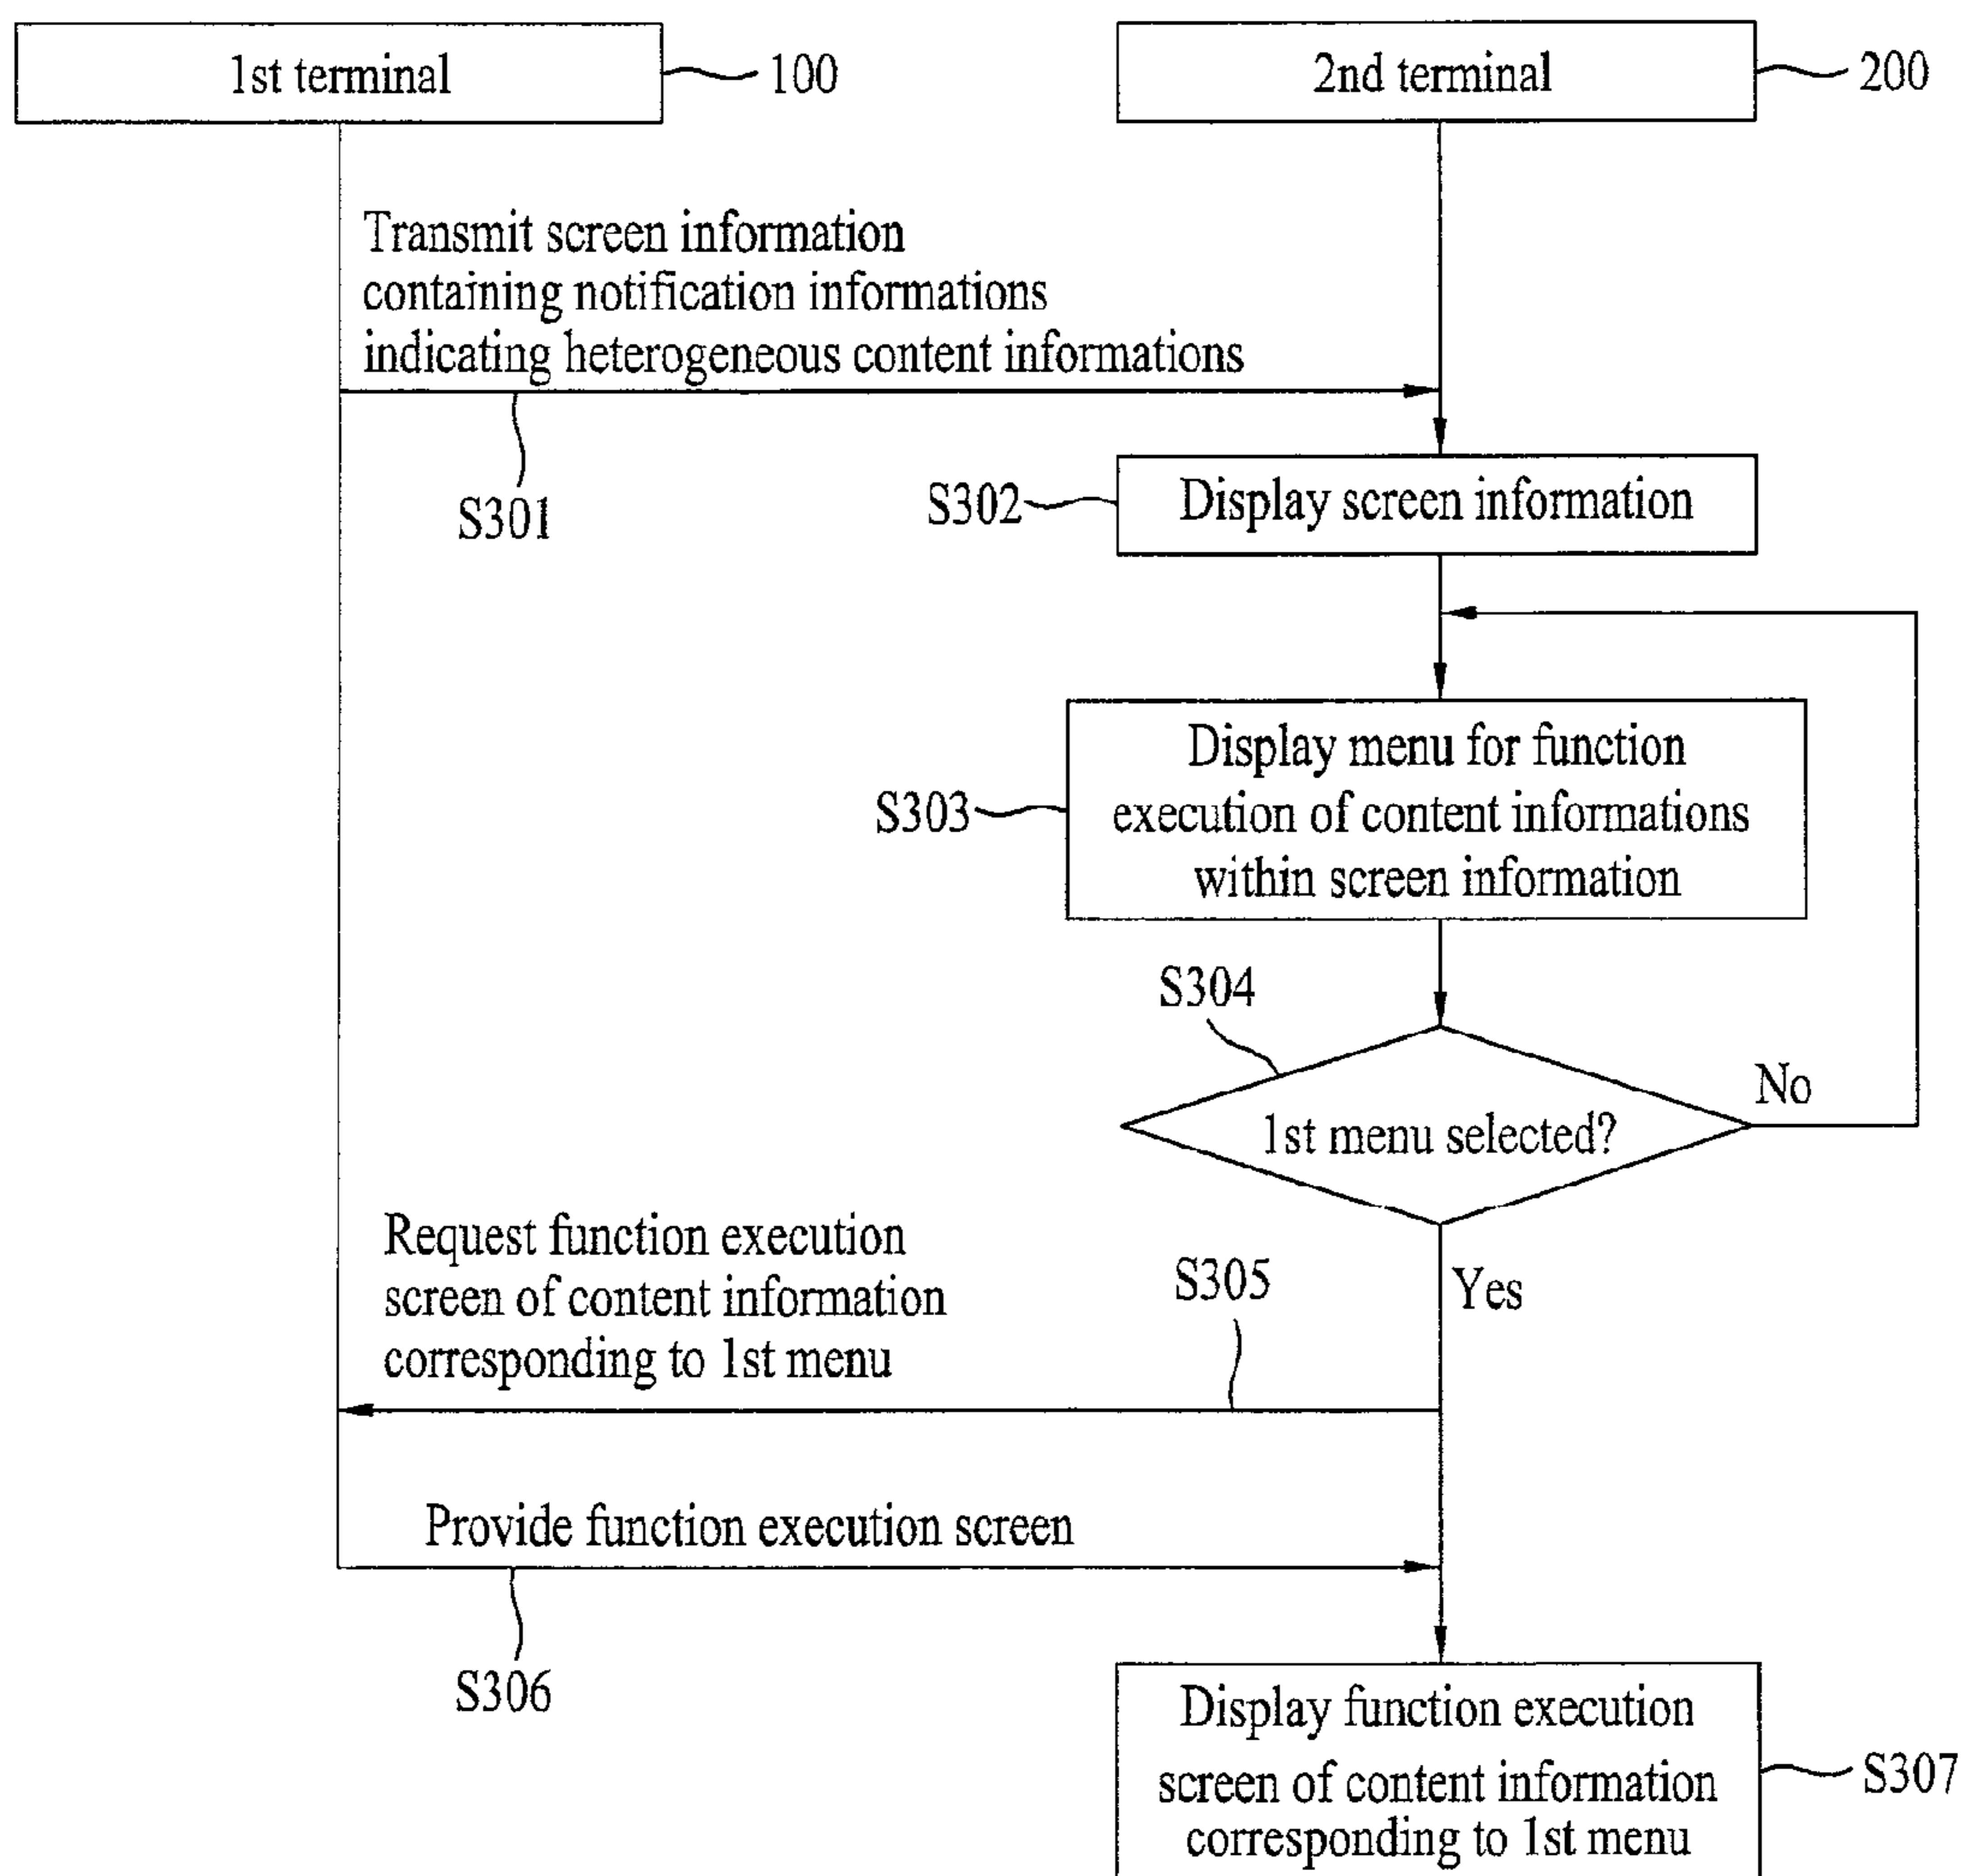 1st terminal
100
2nd terminal
200
Transmit screen information
containing notification informations
indicating heterogeneous content informations
S301
S302
Display screen information
Display menu for function
S303
execution of content informations
within screen information
S304
No
1st menu selected?
Request function execution
screen of content information
corresponding to 1st menu
S305
Yes
Provide function execution screen
S306
Display function execution
screen of content information
corresponding to 1st menu
S307